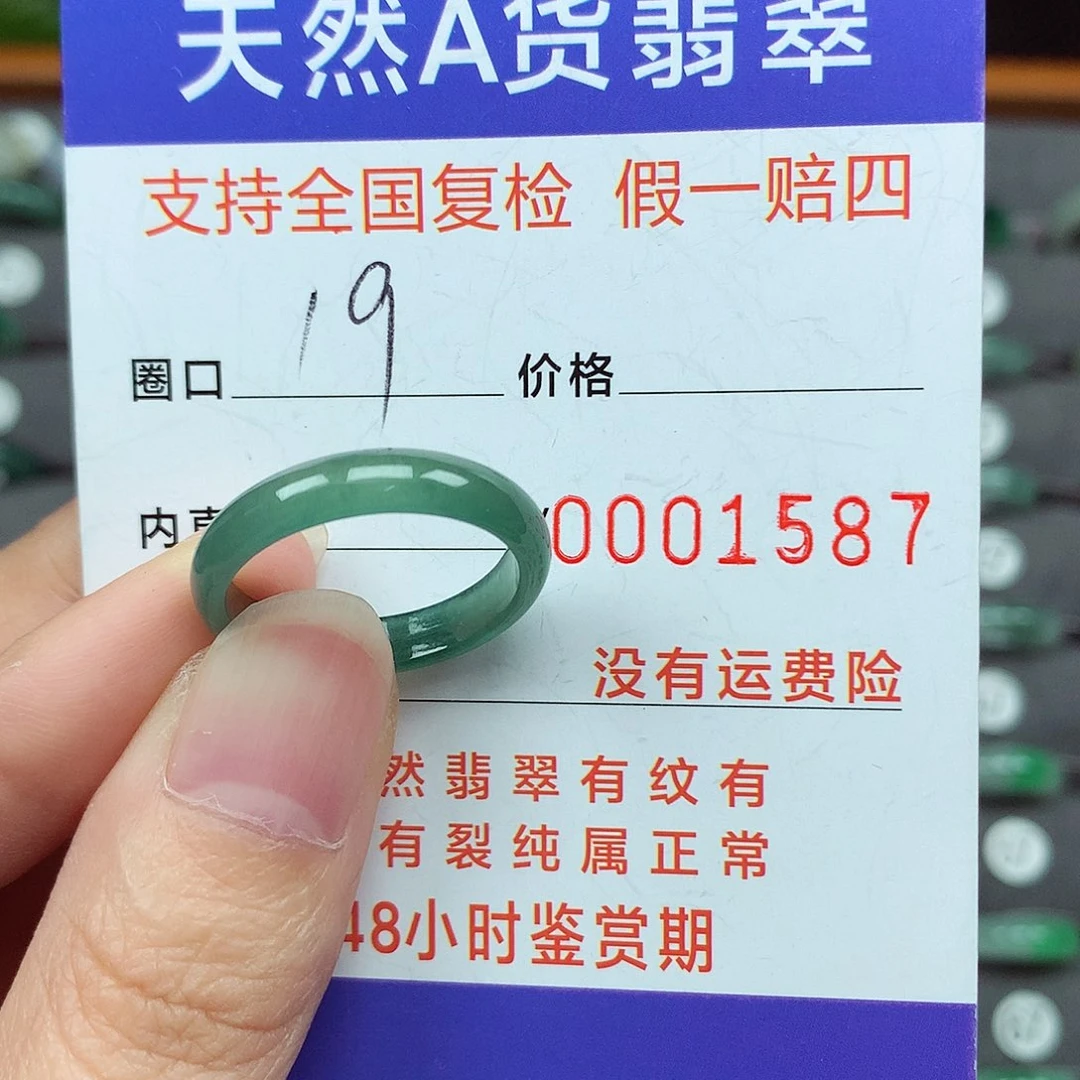 天然A货翡翠
支持全国复检 假一赔四
圈口 19 价格
内直 0001587
没有运费险
然翡翠有纹有
有裂纯属正常
48小时鉴赏期